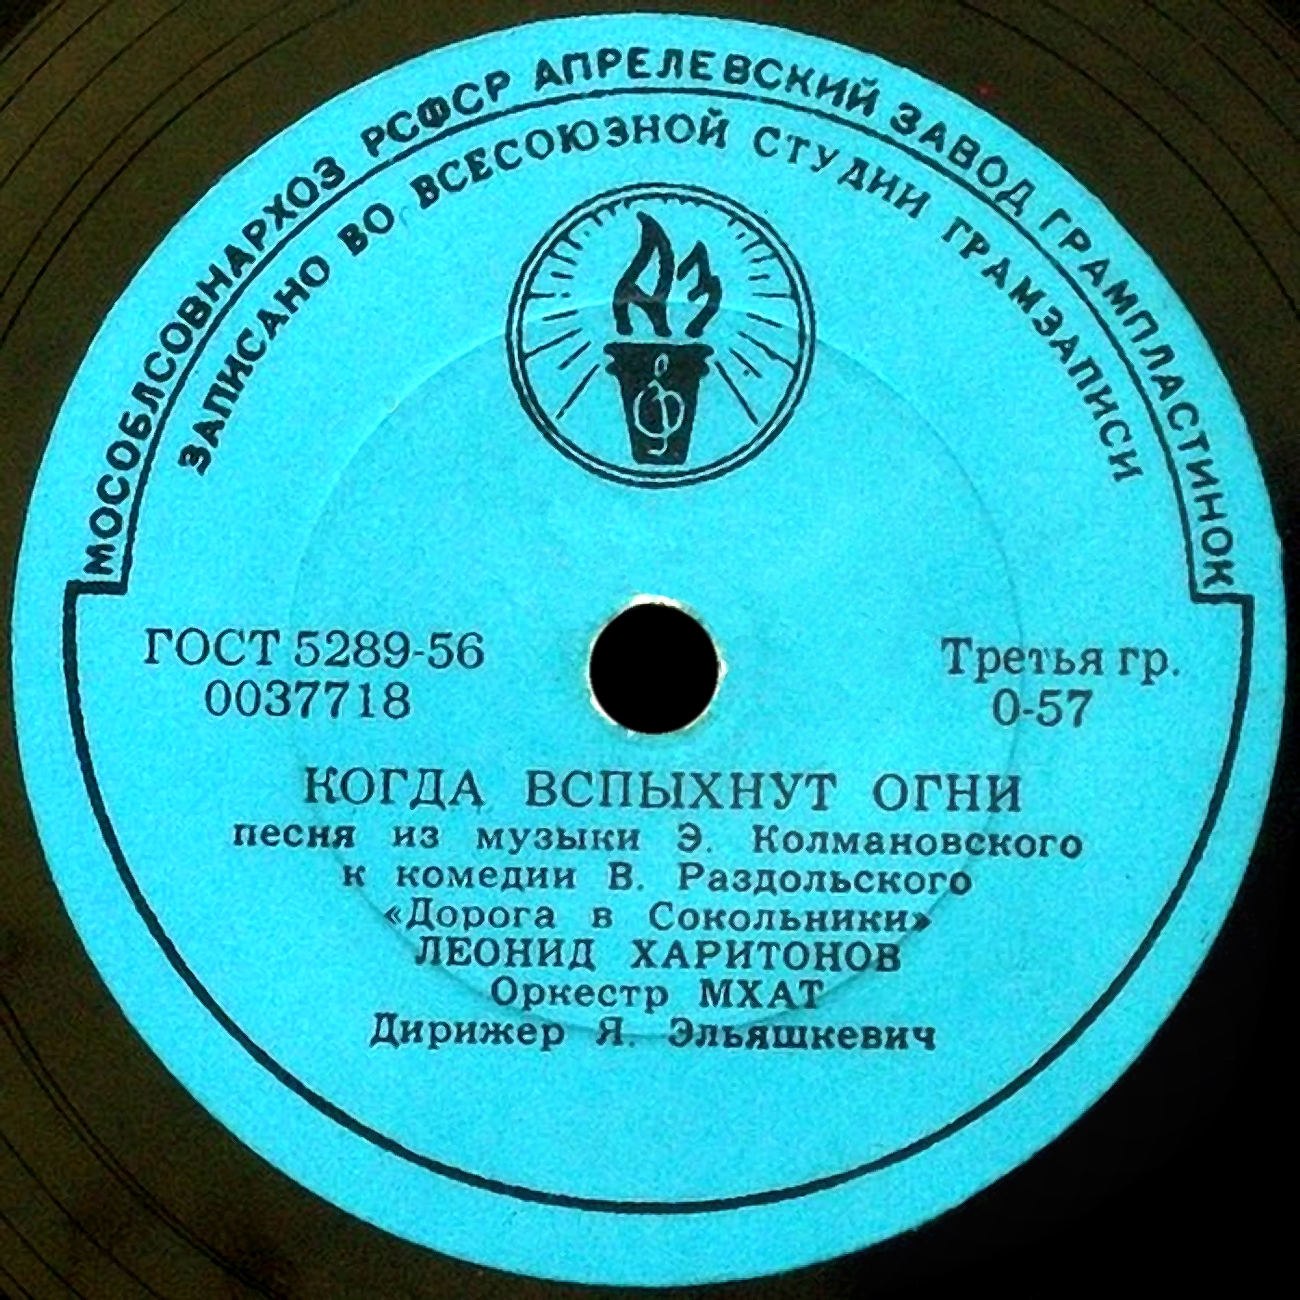 МОСОБЛСОВНАРХОЗ РСФСР АПРЕЛЕВСКИЙ ЗАВОД ГРАМПЛАСТИНОК
ЗАПИСАНО ВО ВСЕСОЮЗНОЙ СТУДИИ ГРАМЗАПИСИ
АЗ
ГОСТ 5289-56
0037718
Третья гр.
0-57
КОГДА ВСПЫХНУТ ОГНИ
песня из музыки Э. Колмановского
к комедии В. Раздольского
«Дорога в Сокольники»
ЛЕОНИД ХАРИТОНОВ
Оркестр МХАТ
Дирижер Я. Эльяшкевич